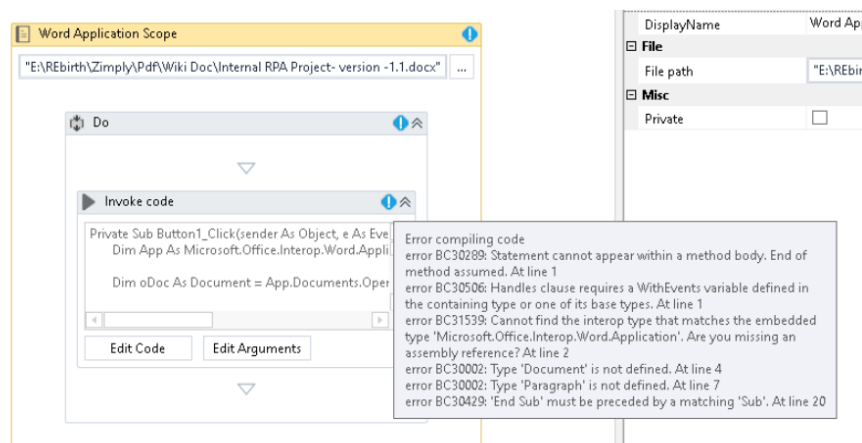 Word Application Scope
"E:\REbirth\Zimply\Pdf\Wiki Doc\Internal RPA Project- version -1.1.docx"
...
Do
Invoke code
Private Sub Button1_Click(sender As Object, e As Eve
Dim App As Microsoft.Office.Interop.Word.Appli
Dim oDoc As Document = App.Documents.Oper
Edit Code
Edit Arguments
Error compiling code
error BC30289: Statement cannot appear within a method body. End of
method assumed. At line 1
error BC30506: Handles clause requires a WithEvents variable defined in
the containing type or one of its base types. At line 1
error BC31539: Cannot find the interop type that matches the embedded
type 'Microsoft.Office.Interop.Word.Application'. Are you missing an
assembly reference? At line 2
error BC30002: Type 'Document' is not defined. At line 4
error BC30002: Type 'Paragraph' is not defined. At line 7
error BC30429: 'End Sub' must be preceded by a matching 'Sub'. At line 20
DisplayName Word App
File
File path "E:\REbir
Misc
Private